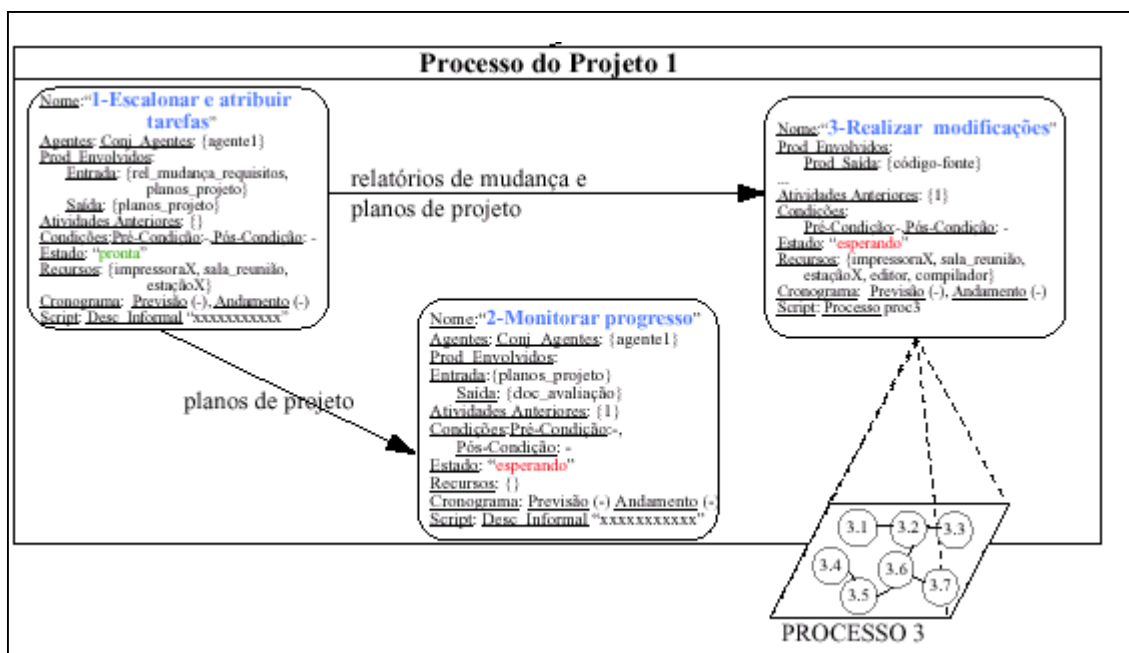 Processo do Projeto 1
Nome:“1-Escalonar e atribuir
tarefas“
Agentes: Conj_Agentes: {agente1}
Prod_Envolvidos:
Entrada: {rel_mudança_requisitos,
planos_projeto}
Saída: {planos_projeto}
Atividades Anteriores: {}
Condições:Pré-Condição:-,Pós-Condição: -
Estado: “pronta”
Recursos: {impressoraX, sala_reunião,
estaçãoX}
Cronograma: Previsão (-), Andamento (-)
Script: Desc_Informal “xxxxxxxxxxx”
relatórios de mudança e
planos de projeto
Nome:“3-Realizar modificações”
Prod_Envolvidos:
Prod_Saída: {código-fonte}
...
Atividades Anteriores: {1}
Condições:
Pré-Condição:-,Pós-Condição: -
Estado: “esperando”
Recursos: {impressoraX, sala_reunião,
estaçãoX, editor, compilador}
Cronograma: Previsão (-), Andamento (-)
Script: Processo proc3
planos de projeto
Nome:“2-Monitorar progresso”
Agentes: Conj_Agentes: {agente1}
Prod_Envolvidos:
Entrada:{planos_projeto}
Saída: {doc_avaliação}
Atividades Anteriores: {1}
Condições:Pré-Condição:-,
Pós-Condição: -
Estado: “esperando”
Recursos: {}
Cronograma: Previsão (-) Andamento (-)
Script: Desc_Informal “xxxxxxxxxxx”
3.1 3.2 3.3
3.4 3.6
3.5 3.7
PROCESSO 3